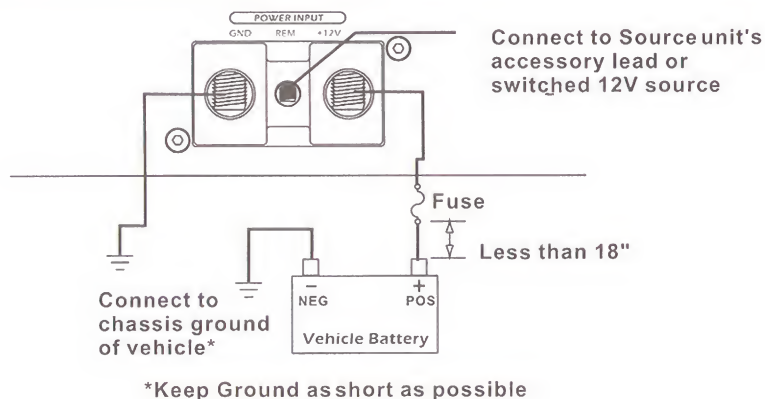 POWER INPUT
GND REM +12V
Connect to Source unit's
accessory lead or
switched 12V source
Fuse
Less than 18"
Connect to
chassis ground
of vehicle*
– +
NEG POS
Vehicle Battery
*Keep Ground as short as possible